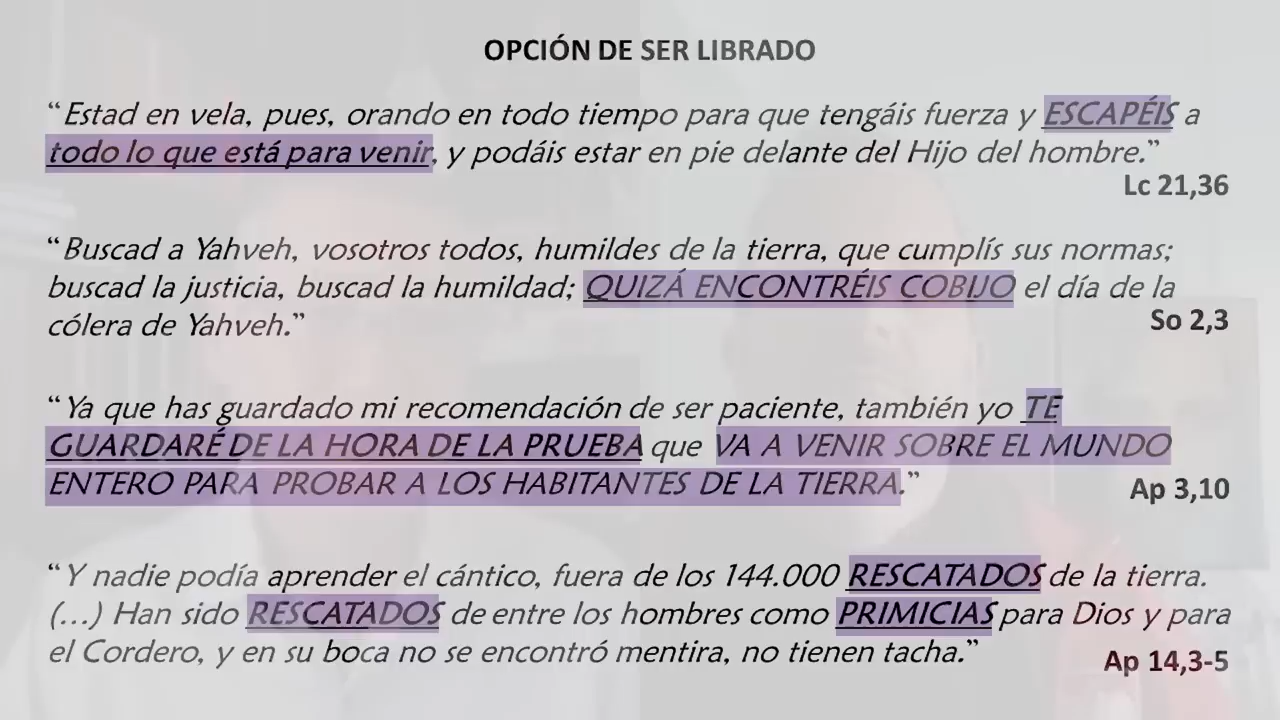 OPCIÓN DE SER LIBRADO
“Estad en vela, pues, orando en todo tiempo para que tengáis fuerza y ESCAPÉIS a
todo lo que está para venir, y podáis estar en pie delante del Hijo del hombre.”
Lc 21,36
“Buscad a Yahveh, vosotros todos, humildes de la tierra, que cumplís sus normas;
buscad la justicia, buscad la humildad; QUIZÁ ENCONTRÉIS COBIJO el día de la
cólera de Yahveh.”
So 2,3
“Ya que has guardado mi recomendación de ser paciente, también yo TE
GUARDARÉ DE LA HORA DE LA PRUEBA que VA A VENIR SOBRE EL MUNDO
ENTERO PARA PROBAR A LOS HABITANTES DE LA TIERRA.”
Ap 3,10
“Y nadie podía aprender el cántico, fuera de los 144.000 RESCATADOS de la tierra.
(…) Han sido RESCATADOS de entre los hombres como PRIMICIAS para Dios y para
el Cordero, y en su boca no se encontró mentira, no tienen tacha.”
Ap 14,3-5